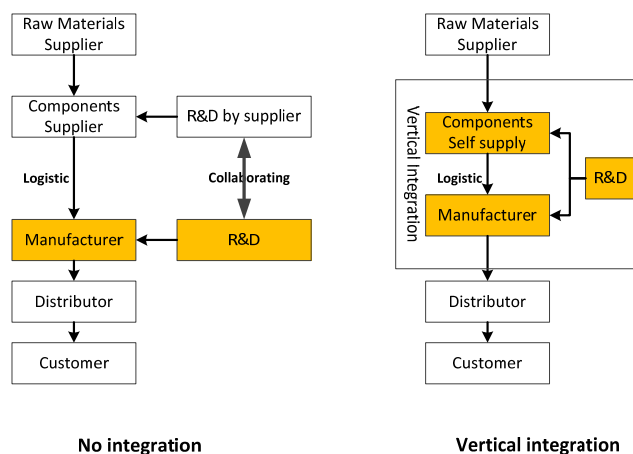 Raw Materials
Supplier
Components
Supplier
R&D by supplier
Logistic
Collaborating
Manufacturer
R&D
Distributor
Customer
No integration
Raw Materials
Supplier
Vertical Integration
Components
Self supply
R&D
Logistic
Manufacturer
Distributor
Customer
Vertical integration